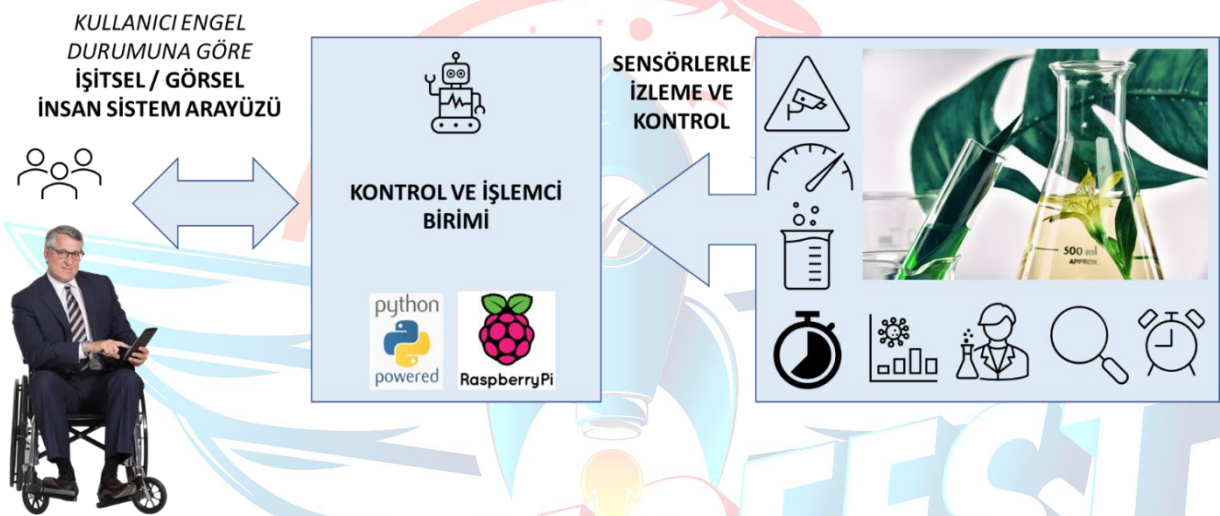 KULLANICI ENGEL
DURUMUNA GÖRE
İŞİTSEL / GÖRSEL
İNSAN SİSTEM ARAYÜZÜ
KONTROL VE İŞLEMCİ
BİRİMİ
python
powered
RaspberryPi
SENSÖRLERLE
İZLEME VE
KONTROL
500 ml
APPROX.
FEST